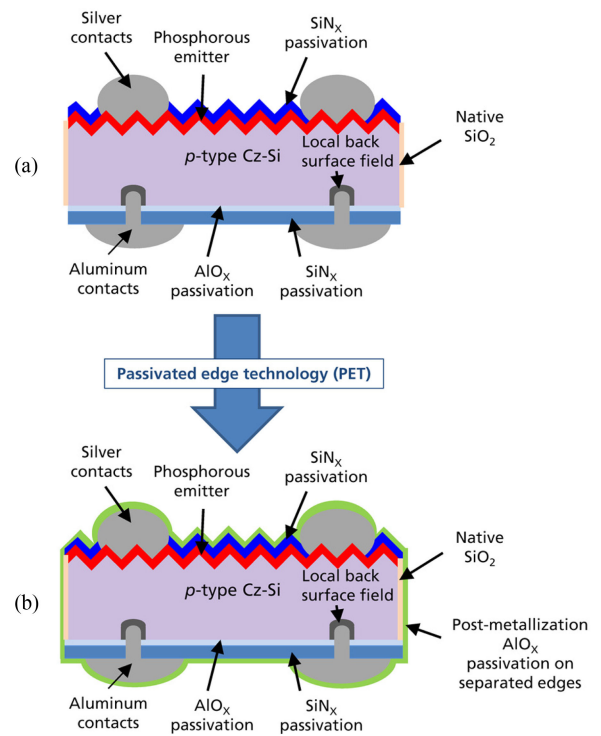 Silver
contacts
Phosphorous
emitter
SiNX
passivation
Native
SiO2
(a)
p-type Cz-Si
Local back
surface field
Aluminum
contacts
AlOX
passivation
SiNX
passivation
Passivated edge technology (PET)
Silver
contacts
Phosphorous
emitter
SiNX
passivation
Native
SiO2
(b)
p-type Cz-Si
Local back
surface field
Post-metallization
AlOX
passivation on
separated edges
Aluminum
contacts
AlOX
passivation
SiNX
passivation